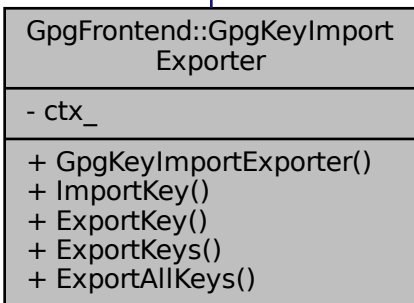 GpgFrontend::GpgKeyImport
Exporter
- ctx_
+ GpgKeyImportExporter()
+ ImportKey()
+ ExportKey()
+ ExportKeys()
+ ExportAllKeys()